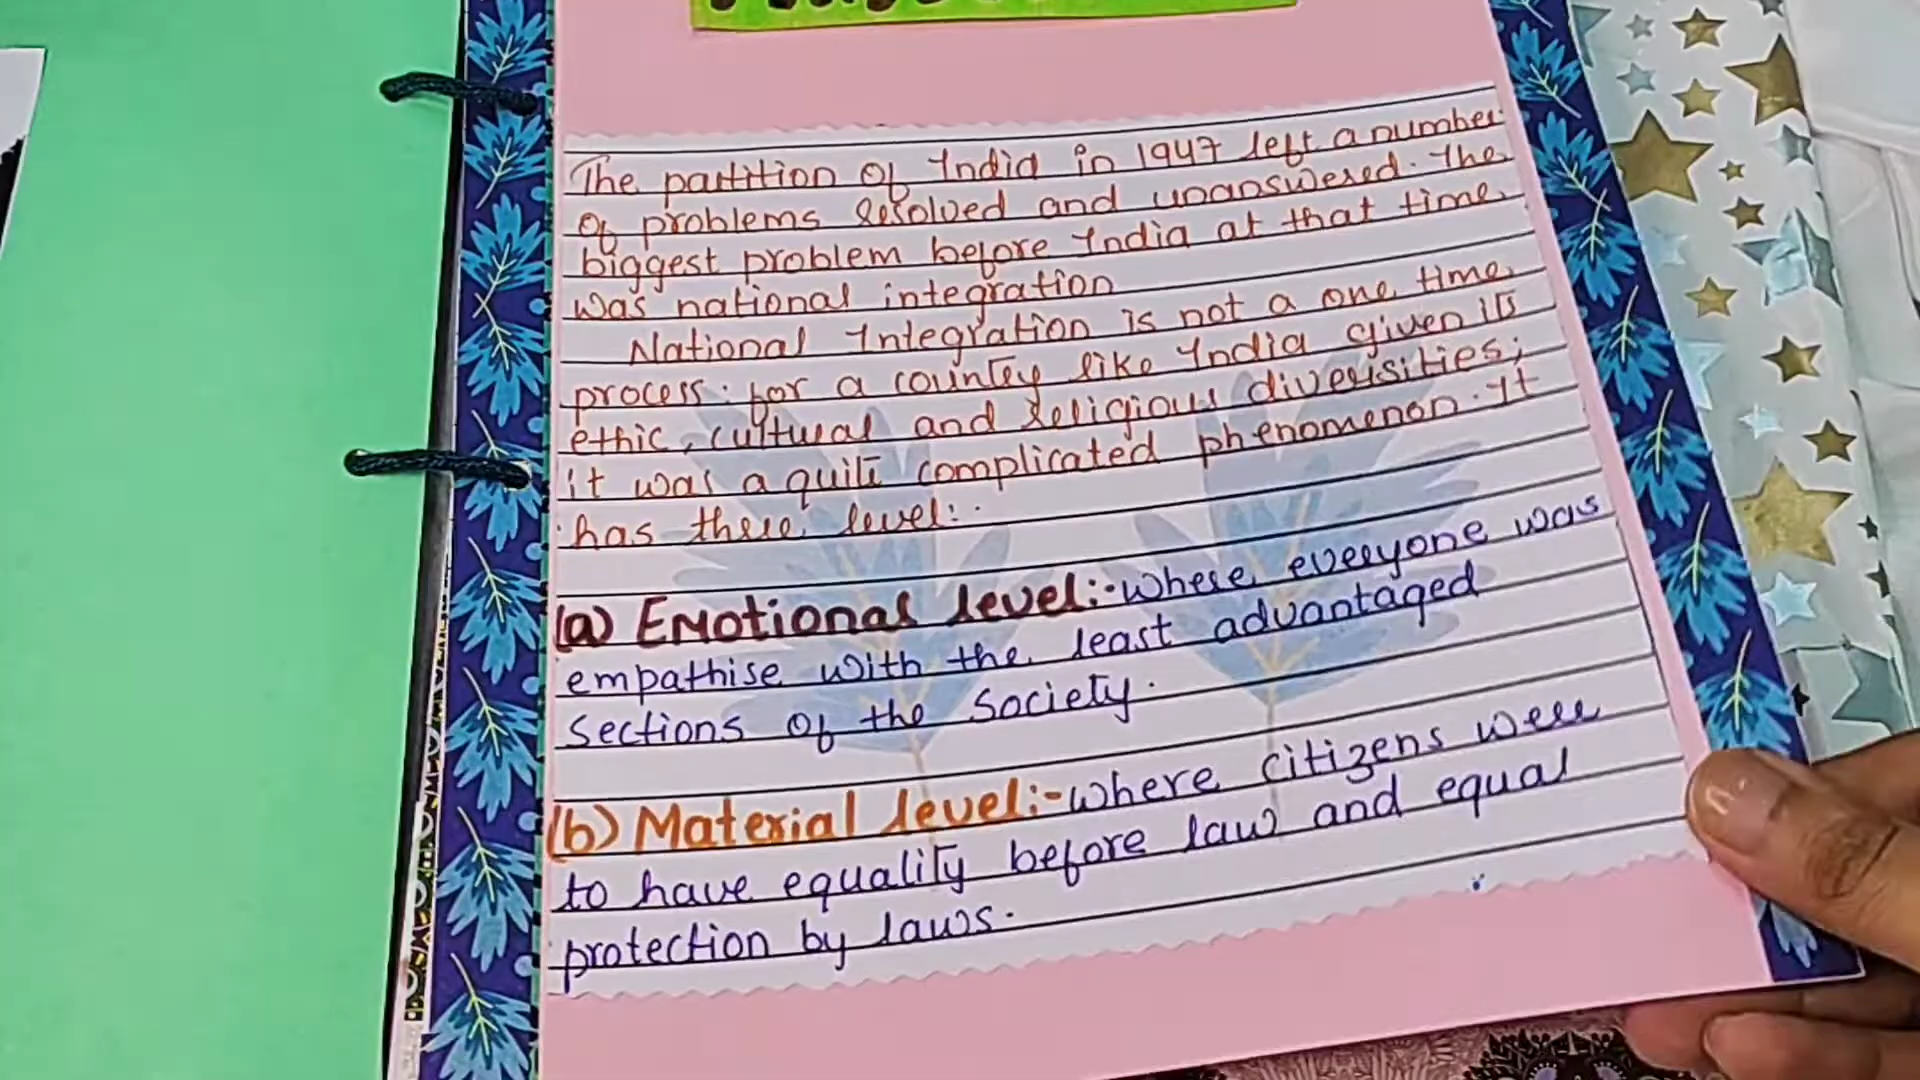 The partition of India in 1947 left a number
of problems resolved and unanswered. The
biggest problem before India at that time
was national integration
National Integration is not a one time
process. for a country like India given its
ethic, cultural and religious diversities;
it was a quite complicated phenomenon. It
has three level:.
(a) Emotional level:- where everyone was
empathise with the least advantaged
sections of the society.
(b) Material level:- where citizens were
to have equality before law and equal
protection by laws.